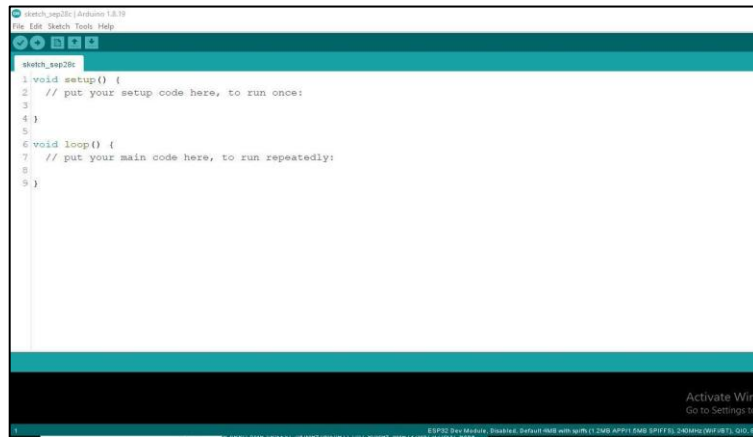 sketch_sep28c | Arduino 1.8.19
File Edit Sketch Tools Help
sketch_sep28c
1 void setup() {
2 // put your setup code here, to run once:
3
4 }
5
6 void loop() {
7 // put your main code here, to run repeatedly:
8
9 }
Activate Win
Go to Settings to
1 ESP32 Dev Module, Disabled, Default 4MB with spiffs (1.2MB APP/1.5MB SPIFFS), 240MHz (WiFi/BT), QIO,